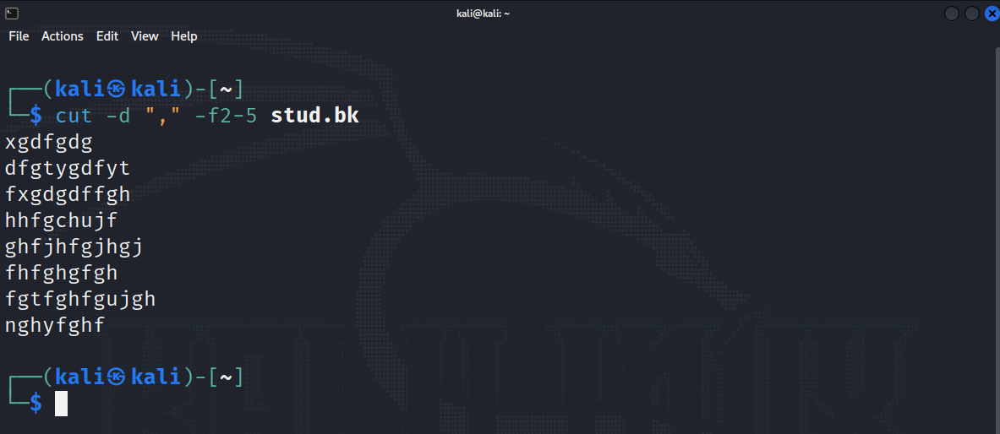 kali@kali: ~
File Actions Edit View Help
┌──(kali㉿kali)-[~]
└─$ cut -d "," -f2-5 stud.bk
xgdfgdg
dfgtygdfyt
fxgdgdffgh
hhfgchujf
ghfjhfgjhgj
fhfghgfgh
fgtfghfgujgh
nghyfghf
┌──(kali㉿kali)-[~]
└─$